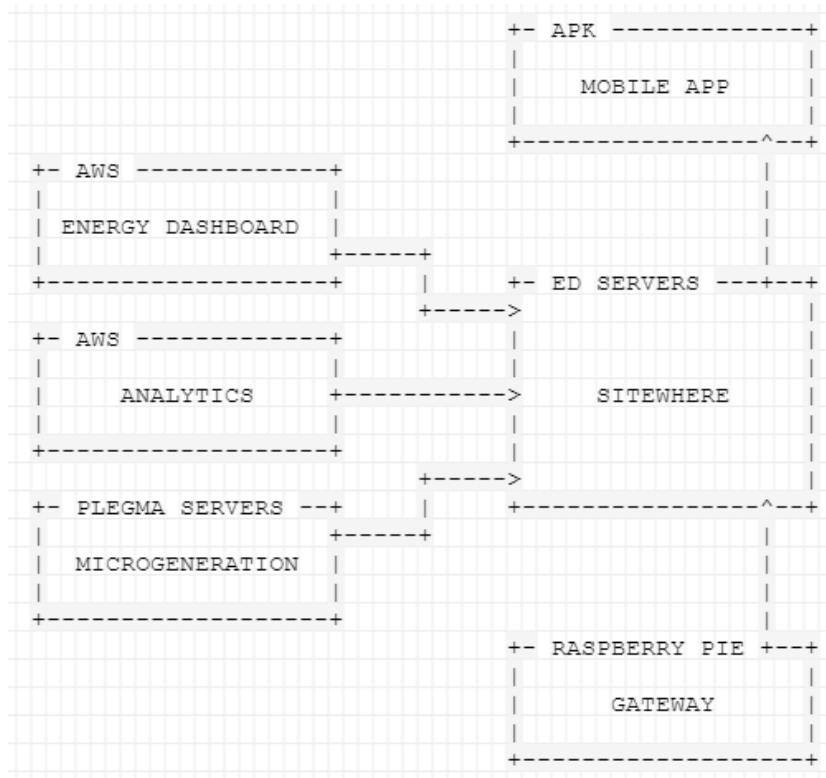 APK
MOBILE APP
AWS
ENERGY DASHBOARD
ED SERVERS
AWS
ANALYTICS
SITEWHERE
PLEGMA SERVERS
MICROGENERATION
RASPBERRY PIE
GATEWAY